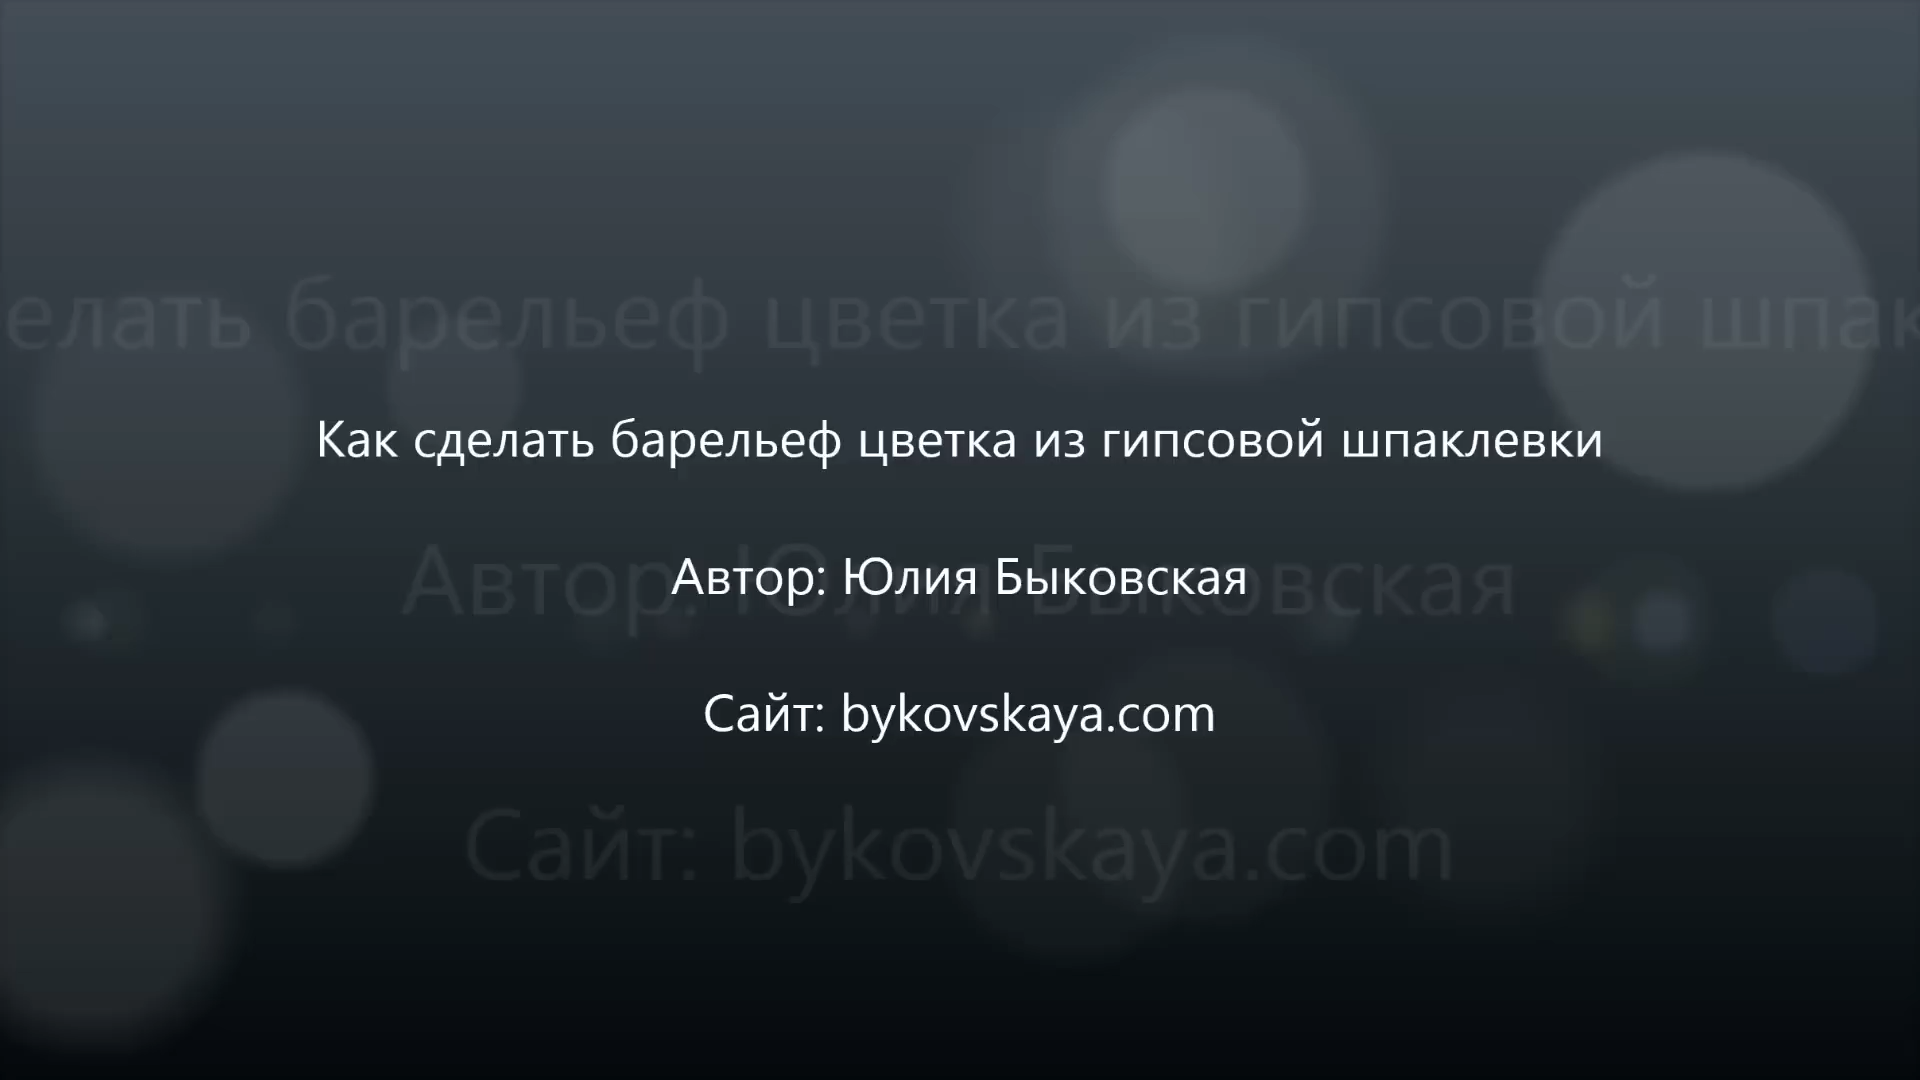 Как сделать барельеф цветка из гипсовой шпаклевки
Автор: Юлия Быковская
Сайт: bykovskaya.com